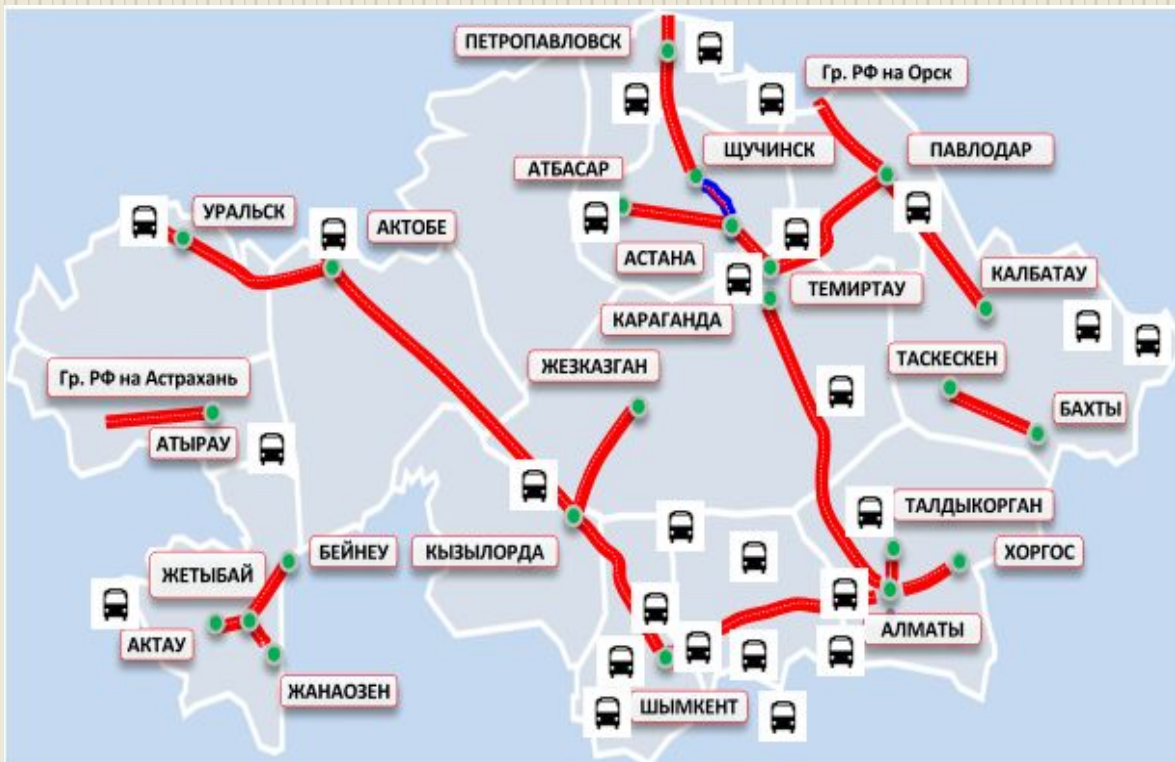 ПЕТРОПАВЛОВСК
Гр. РФ на Орск
ЩУЧИНСК
ПАВЛОДАР
АТБАСАР
УРАЛЬСК
АКТОБЕ
АСТАНА
КАЛБАТАУ
ТЕМИРТАУ
КАРАГАНДА
ЖЕЗКАЗГАН
ТАСКЕСКЕН
Гр. РФ на Астрахань
БАХТЫ
АТЫРАУ
ТАЛДЫКОРГАН
БЕЙНЕУ
КЫЗЫЛОРДА
ХОРГОС
ЖЕТЫБАЙ
АЛМАТЫ
АКТАУ
ЖАНАОЗЕН
ШЫМКЕНТ